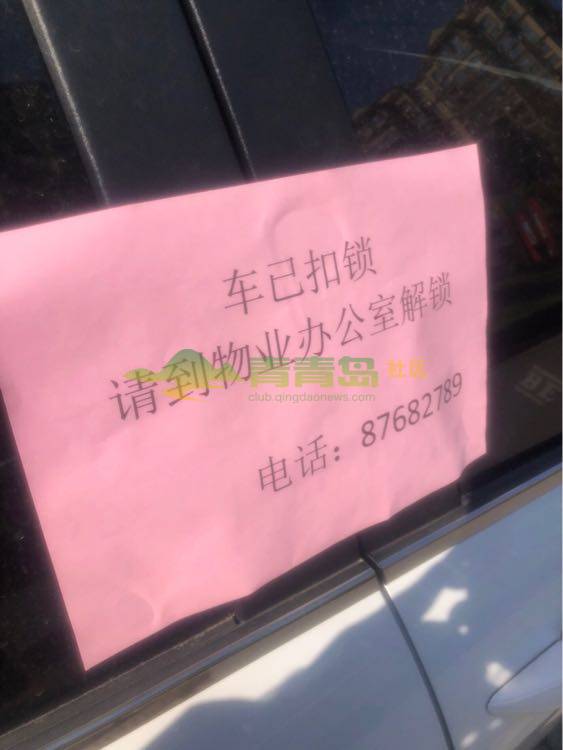 车已扣锁
请到物业办公室解锁
青青岛 社区
club.qingdaonews.com
电话：87682789